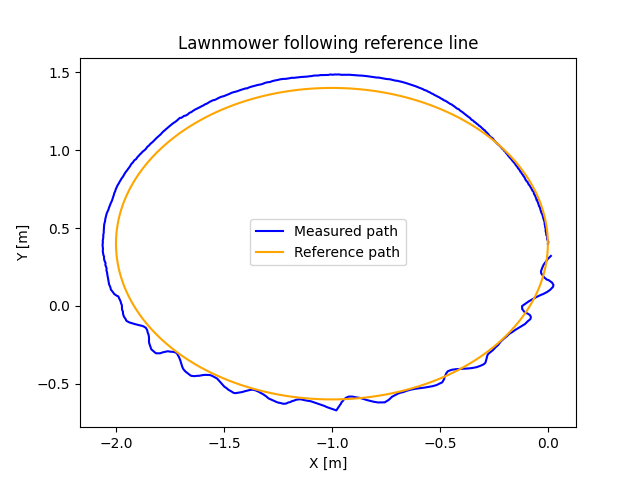 Lawnmower following reference line
1.5
1.0
0.5
0.0
−0.5
Y [m]
Measured path
Reference path
−2.0 −1.5 −1.0 −0.5 0.0
X [m]